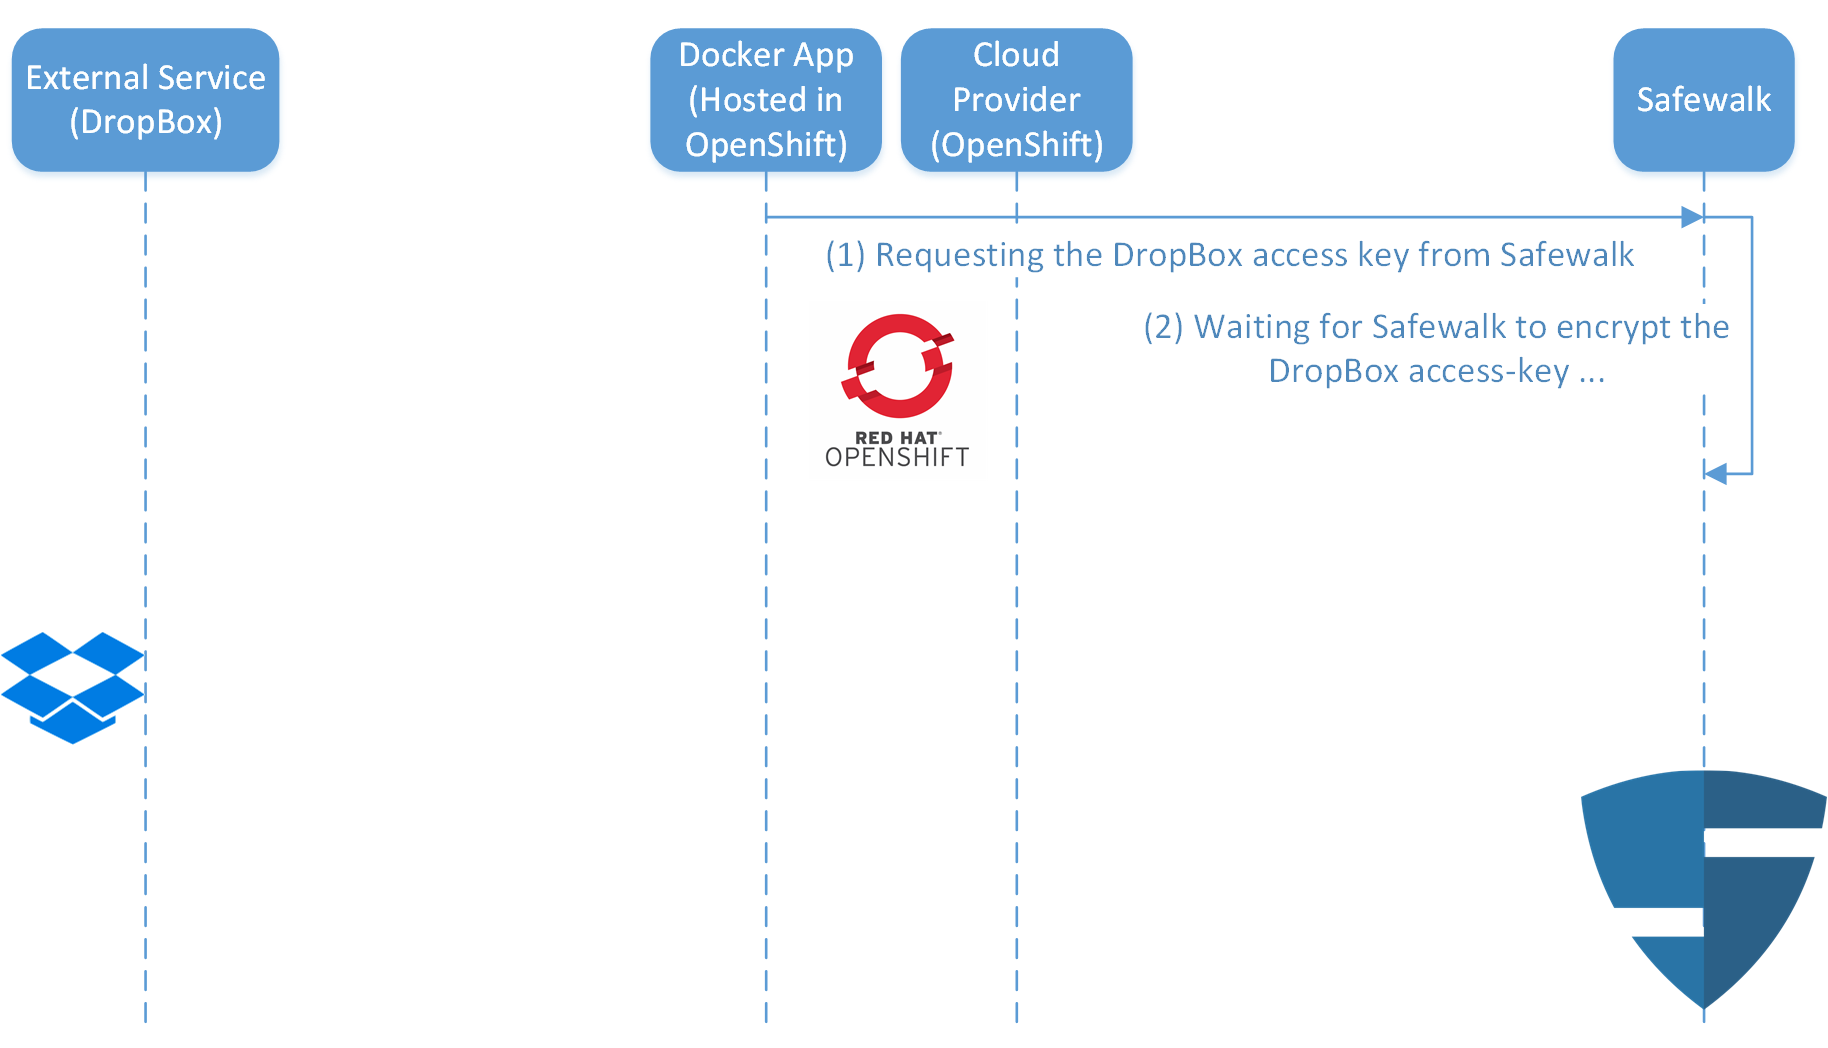 External Service
(DropBox)
Docker App
(Hosted in
OpenShift)
Cloud
Provider
(OpenShift)
Safewalk
(1) Requesting the DropBox access key from Safewalk
(2) Waiting for Safewalk to encrypt the
DropBox access-key ...
RED HAT®
OPENSHIFT